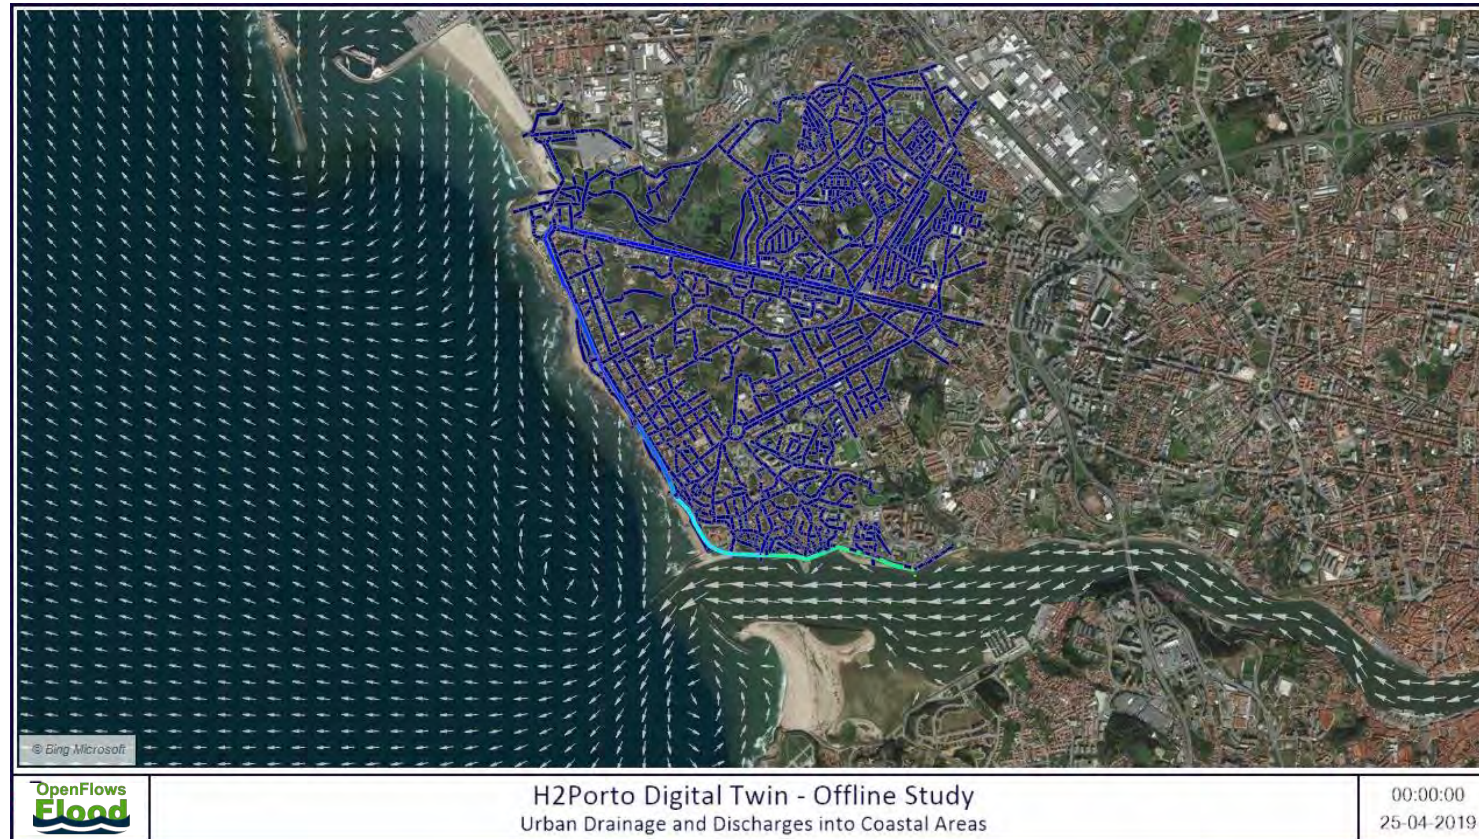 © Bing Microsoft
OpenFlows
Flood
H2Porto Digital Twin - Offline Study
Urban Drainage and Discharges into Coastal Areas
00:00:00
25-04-2019